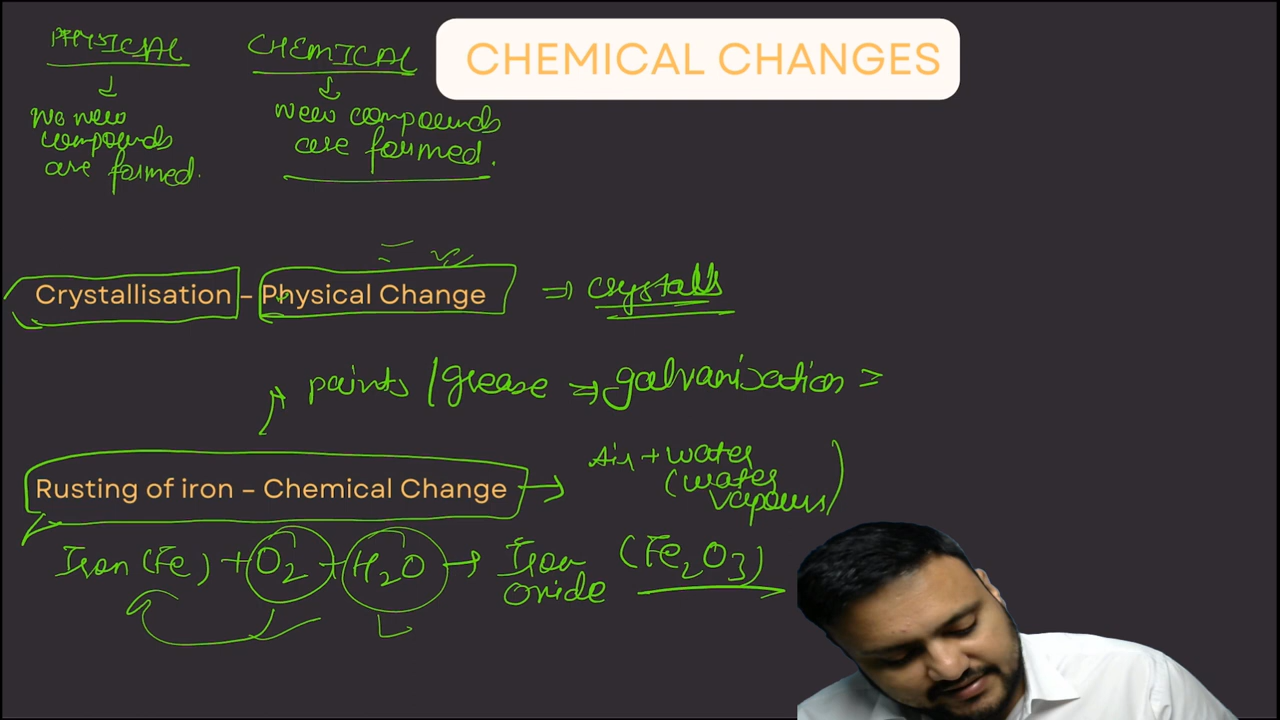 CHEMICAL CHANGES
PHYSICAL
No new
compounds
are formed.
CHEMICAL
New compounds
are formed.
Crystallisation – Physical Change ⇒ crystals
paints / grease ⇒ galvanisation ⇒
Rusting of iron – Chemical Change → Air + water
(water
vapours)
Iron (Fe) + O₂ + H₂O → Iron
oxide
(Fe₂O₃)